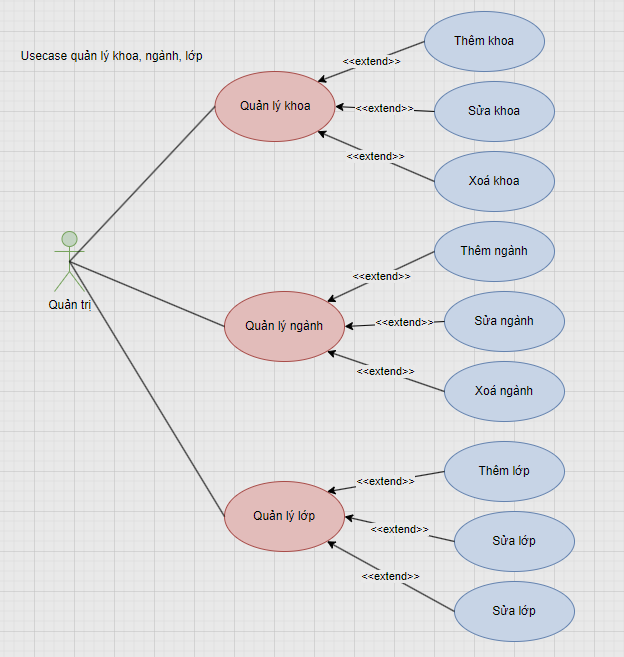 Usecase quản lý khoa, ngành, lớp
Thêm khoa
<<extend>>
Quản lý khoa
<<extend>>
Sửa khoa
<<extend>>
Xoá khoa
Quản trị
Thêm ngành
<<extend>>
Quản lý ngành
<<extend>>
Sửa ngành
<<extend>>
Xoá ngành
Thêm lớp
<<extend>>
Quản lý lớp
<<extend>>
Sửa lớp
<<extend>>
Sửa lớp